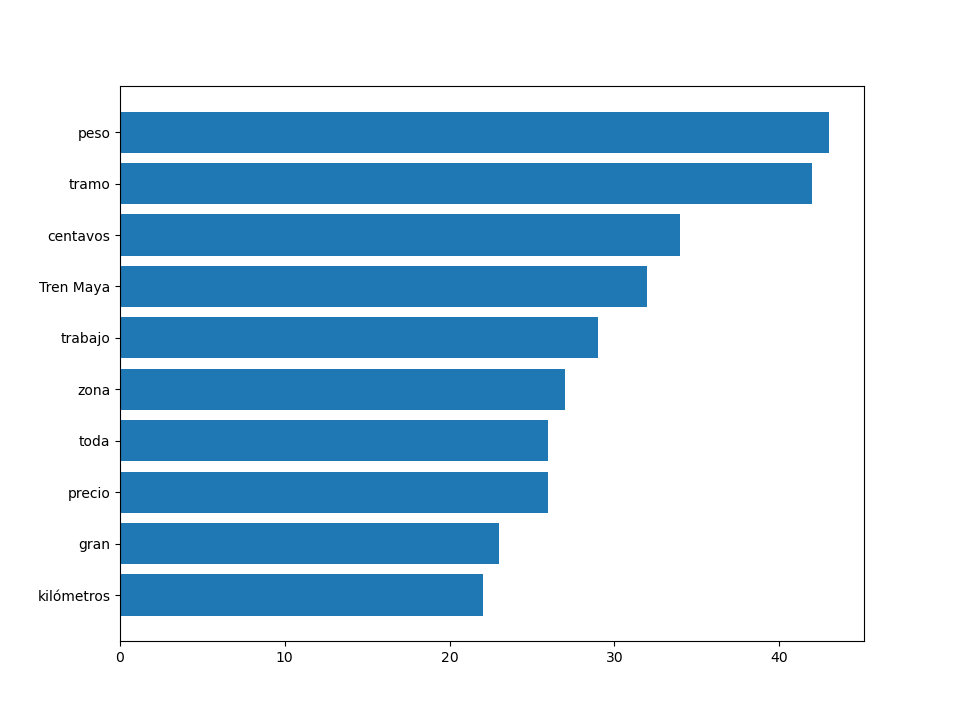 peso
tramo
centavos
Tren Maya
trabajo
zona
toda
precio
gran
kilómetros
0 10 20 30 40